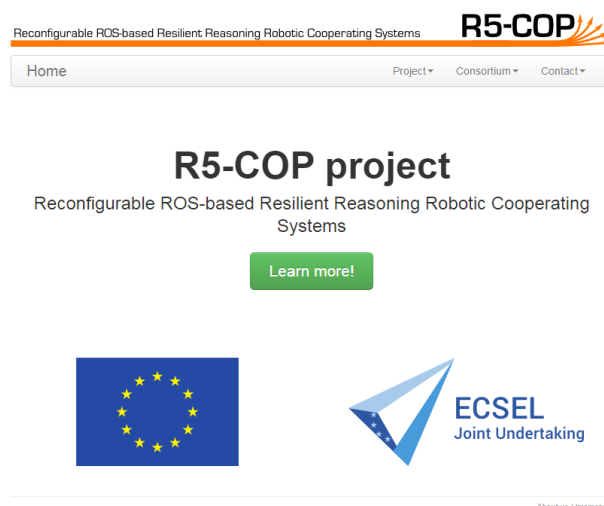 Reconfigurable ROS-based Resilient Reasoning Robotic Cooperating Systems
R5-COP
Home
Project
Consortium
Contact
R5-COP project
Reconfigurable ROS-based Resilient Reasoning Robotic Cooperating
Systems
Learn more!
ECSEL
Joint Undertaking